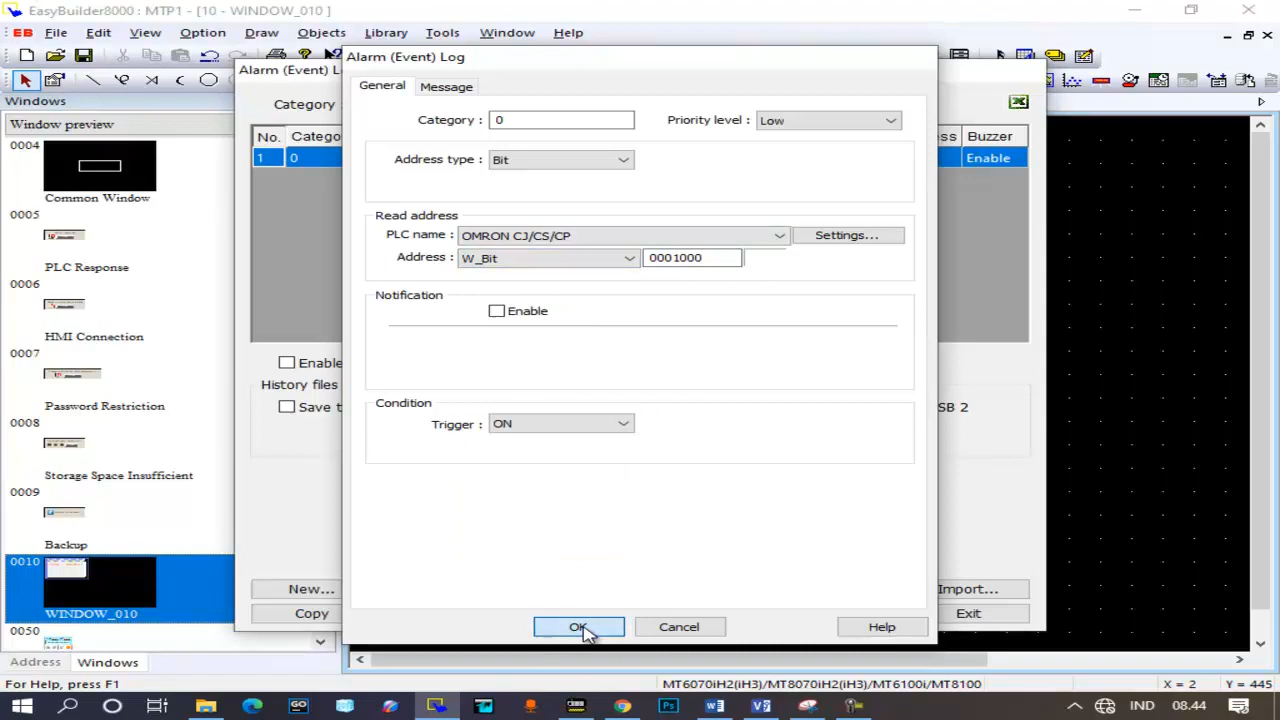 EasyBuilder8000 : MTP1 - [10 - WINDOW_010 ]
EB File Edit View Option Draw Objects Library Tools Window Help
Windows
Window preview
0004
Common Window
0005
PLC Response
0006
HMI Connection
0007
Password Restriction
0008
Storage Space Insufficient
0009
Backup
0010
WINDOW_010
0050
Address Windows
Alarm (Event) L
Category
No. Catego
1 0
Buzzer
Enable
Enable
History files
Save t
SB 2
New...
Copy
Import...
Exit
Alarm (Event) Log
General Message
Category : 0 Priority level : Low
Address type : Bit
Read address
PLC name : OMRON CJ/CS/CP Settings...
Address : W_Bit 0001000
Notification
Enable
Condition
Trigger : ON
OK Cancel Help
For Help, press F1
MT6070iH2(iH3)/MT8070iH2(iH3)/MT6100i/MT8100 X = 2 Y = 445
IND 08.44